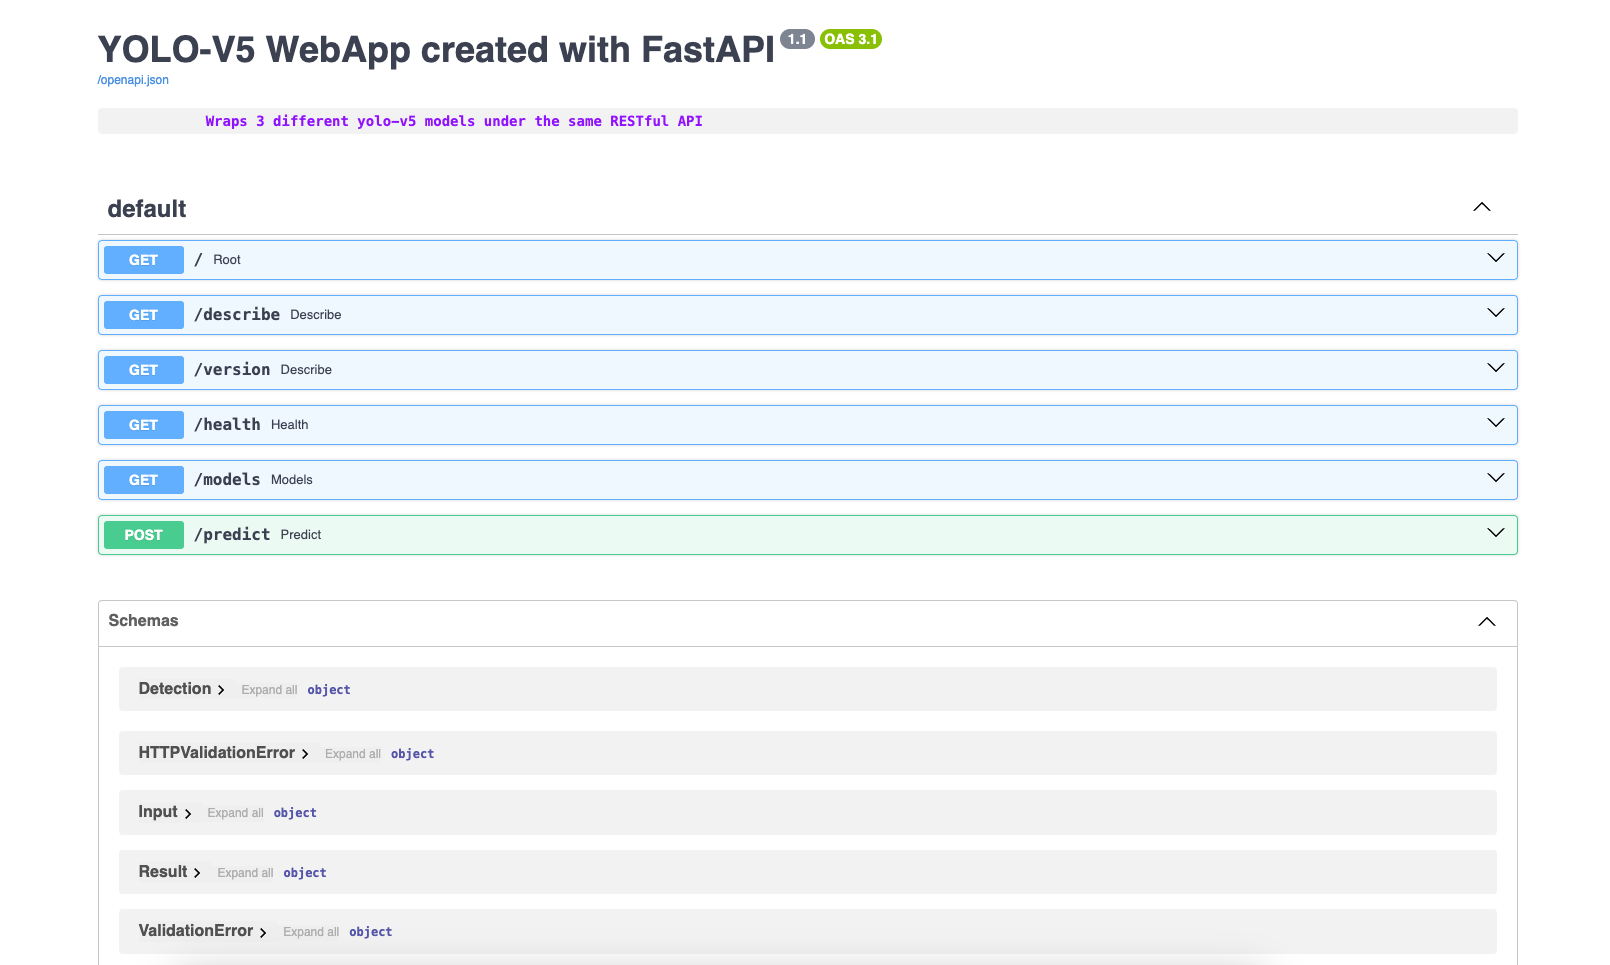 YOLO-V5 WebApp created with FastAPI 1.1 OAS 3.1
/openapi.json
Wraps 3 different yolo-v5 models under the same RESTful API
default
GET / Root
GET /describe Describe
GET /version Describe
GET /health Health
GET /models Models
POST /predict Predict
Schemas
Detection Expand all object
HTTPValidationError Expand all object
Input Expand all object
Result Expand all object
ValidationError Expand all object